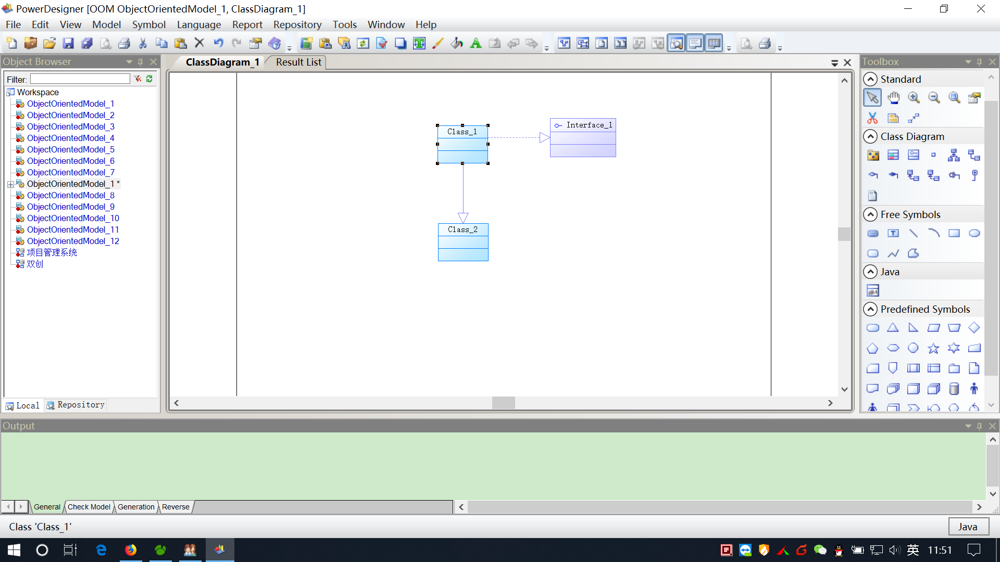 PowerDesigner [OOM ObjectOrientedModel_1, ClassDiagram_1]
File Edit View Model Symbol Language Report Repository Tools Window Help
Object Browser
Filter:
Workspace
ObjectOrientedModel_1
ObjectOrientedModel_2
ObjectOrientedModel_3
ObjectOrientedModel_4
ObjectOrientedModel_5
ObjectOrientedModel_6
ObjectOrientedModel_7
ObjectOrientedModel_1 *
ObjectOrientedModel_8
ObjectOrientedModel_9
ObjectOrientedModel_10
ObjectOrientedModel_11
ObjectOrientedModel_12
项目管理系统
双创
Local Repository
ClassDiagram_1 Result List
Class_1
Interface_1
Class_2
Toolbox
Standard
Class Diagram
Free Symbols
Java
Predefined Symbols
Output
General Check Model Generation Reverse
Class 'Class_1'
Java
英 11:51